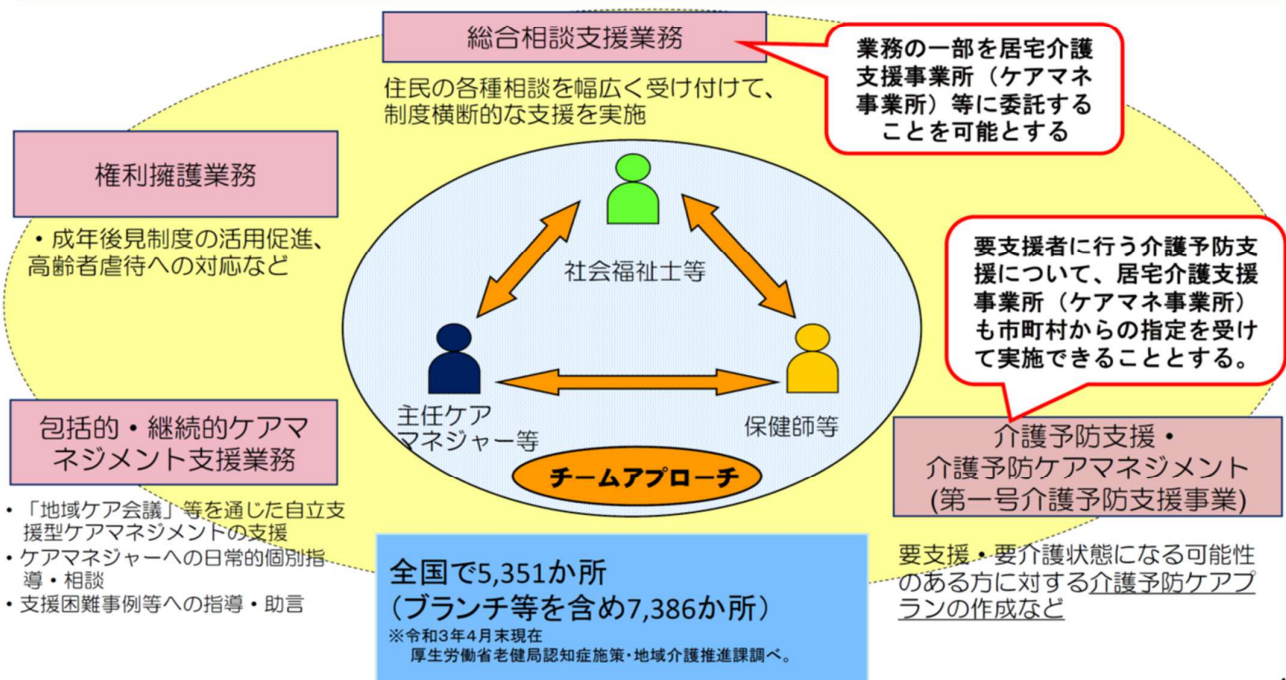 総合相談支援業務
住民の各種相談を幅広く受け付けて、
制度横断的な支援を実施
業務の一部を居宅介護
支援事業所（ケアマネ
事業所）等に委託する
ことを可能とする
権利擁護業務
・成年後見制度の活用促進、
高齢者虐待への対応など
社会福祉士等
主任ケア
マネジャー等
保健師等
チームアプローチ
要支援者に行う介護予防支
援について、居宅介護支援
事業所（ケアマネ事業所）
も市町村からの指定を受け
て実施できることとする。
包括的・継続的ケアマ
ネジメント支援業務
・「地域ケア会議」等を通じた自立支
援型ケアマネジメントの支援
・ケアマネジャーへの日常的個別指
導・相談
・支援困難事例等への指導・助言
介護予防支援・
介護予防ケアマネジメント
(第一号介護予防支援事業)
要支援・要介護状態になる可能性
のある方に対する介護予防ケアプ
ランの作成など
全国で5,351か所
（ブランチ等を含め7,386か所）
※令和3年4月末現在
厚生労働省老健局認知症施策・地域介護推進課調べ。